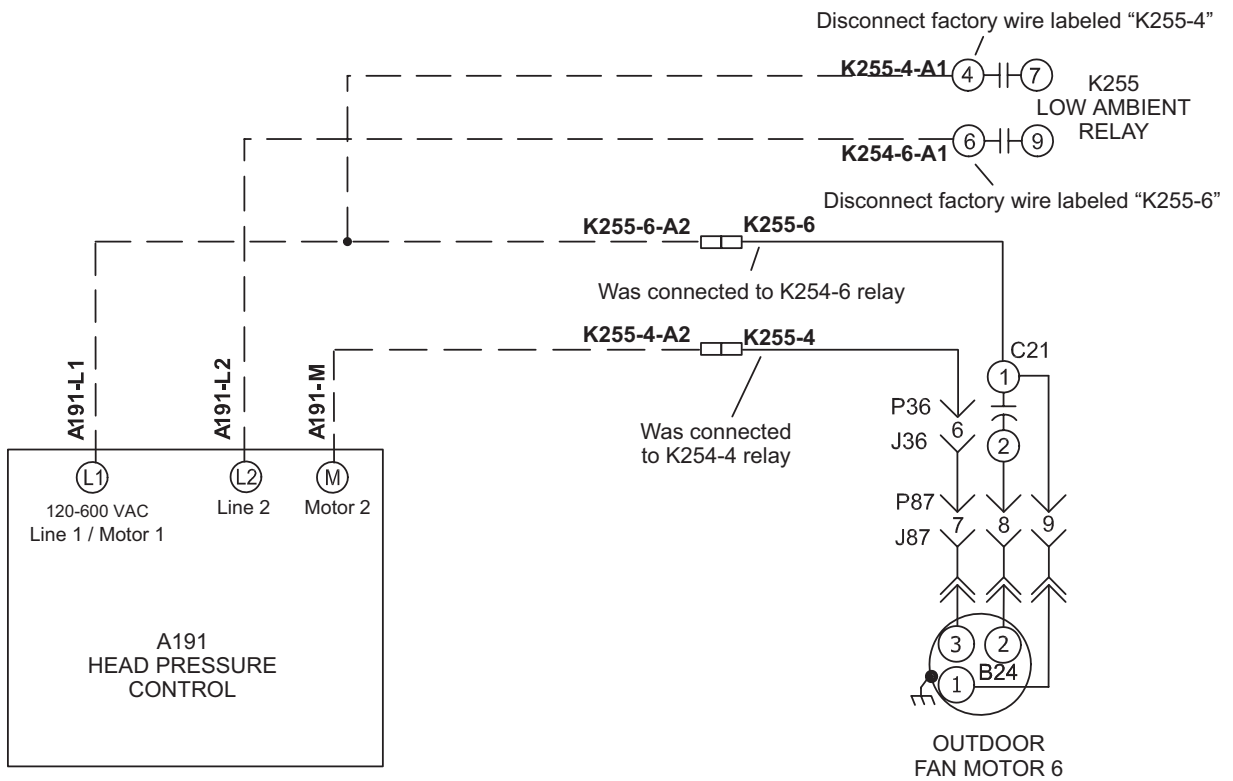 Disconnect factory wire labeled “K255-4”
K255-4-A1
4
7
K255
LOW AMBIENT
RELAY
6
9
K254-6-A1
Disconnect factory wire labeled “K255-6”
K255-6-A2
K255-6
Was connected to K254-6 relay
K255-4-A2
K255-4
Was connected
to K254-4 relay
C21
1
P36
6
J36
2
P87
7
8
9
J87
3
2
B24
1
OUTDOOR
FAN MOTOR 6
A191-L1
A191-L2
A191-M
L1
L2
M
120-600 VAC
Line 1 / Motor 1
Line 2
Motor 2
A191
HEAD PRESSURE
CONTROL